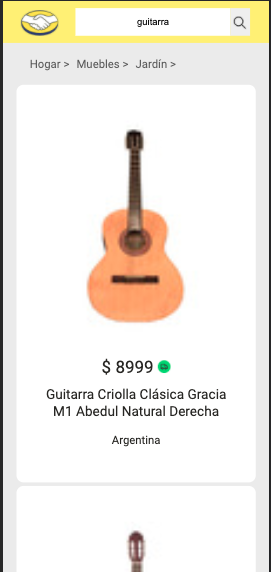 guitarra
Hogar > Muebles > Jardín >
$ 8999
Guitarra Criolla Clásica Gracia
M1 Abedul Natural Derecha
Argentina